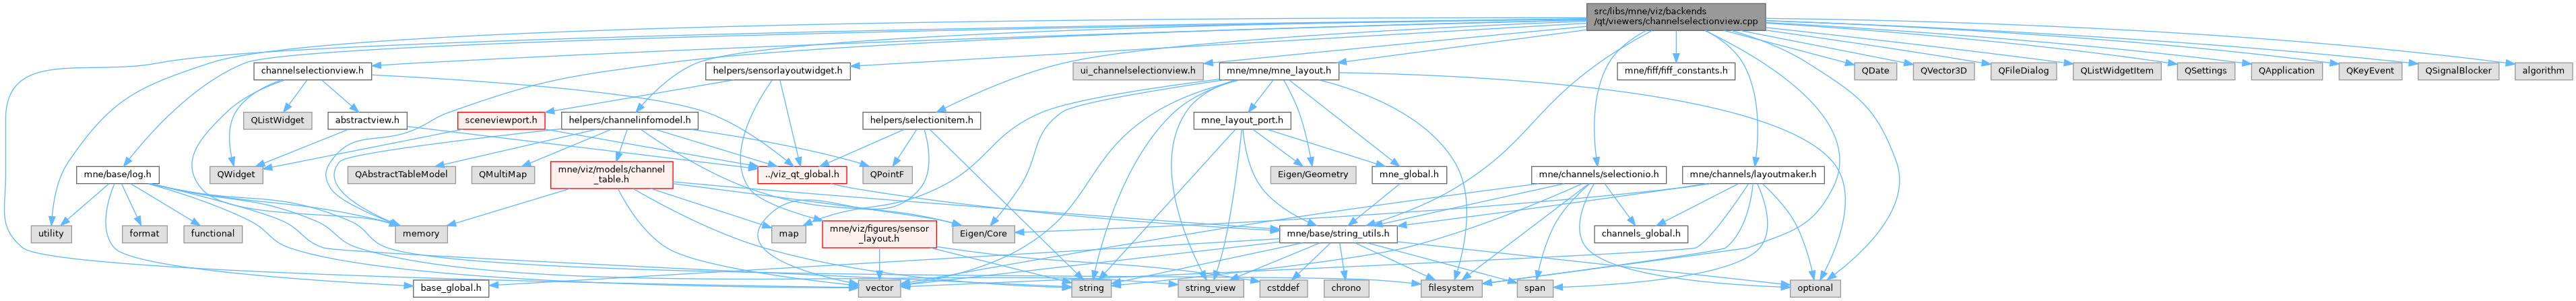 src/libs/mne/viz/backends
/qt/viewers/channelselectionview.cpp
channelselectionview.h
helpers/sensorlayoutwidget.h
ui_channelselectionview.h
mne/mne/mne_layout.h
mne/fiff/fiff_constants.h
QDate
QVector3D
QFileDialog
QListWidgetItem
QSettings
QApplication
QKeyEvent
QSignalBlocker
algorithm
QListWidget
abstractview.h
sceneviewport.h
helpers/channelinfomodel.h
helpers/selectionitem.h
mne_layout_port.h
mne/base/log.h
QWidget
QAbstractTableModel
QMultiMap
mne/viz/models/channel
_table.h
../viz_qt_global.h
QPointF
Eigen/Geometry
mne_global.h
mne/channels/selectionio.h
mne/channels/layoutmaker.h
utility
format
functional
memory
mne/viz/figures/sensor
_layout.h
map
Eigen/Core
mne/base/string_utils.h
channels_global.h
base_global.h
vector
string
string_view
cstddef
chrono
filesystem
span
optional